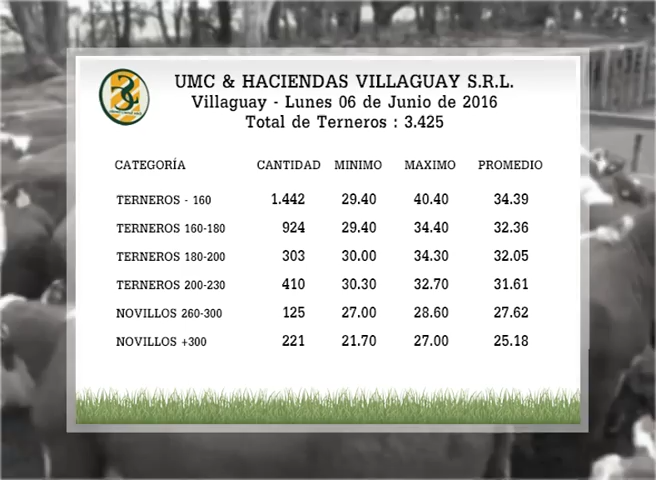 UMC & HACIENDAS VILLAGUAY S.R.L.
Villaguay - Lunes 06 de Junio de 2016
Total de Terneros : 3.425
CATEGORÍA CANTIDAD MINIMO MAXIMO PROMEDIO
TERNEROS - 160 1.442 29.40 40.40 34.39
TERNEROS 160-180 924 29.40 34.40 32.36
TERNEROS 180-200 303 30.00 34.30 32.05
TERNEROS 200-230 410 30.30 32.70 31.61
NOVILLOS 260-300 125 27.00 28.60 27.62
NOVILLOS +300 221 21.70 27.00 25.18